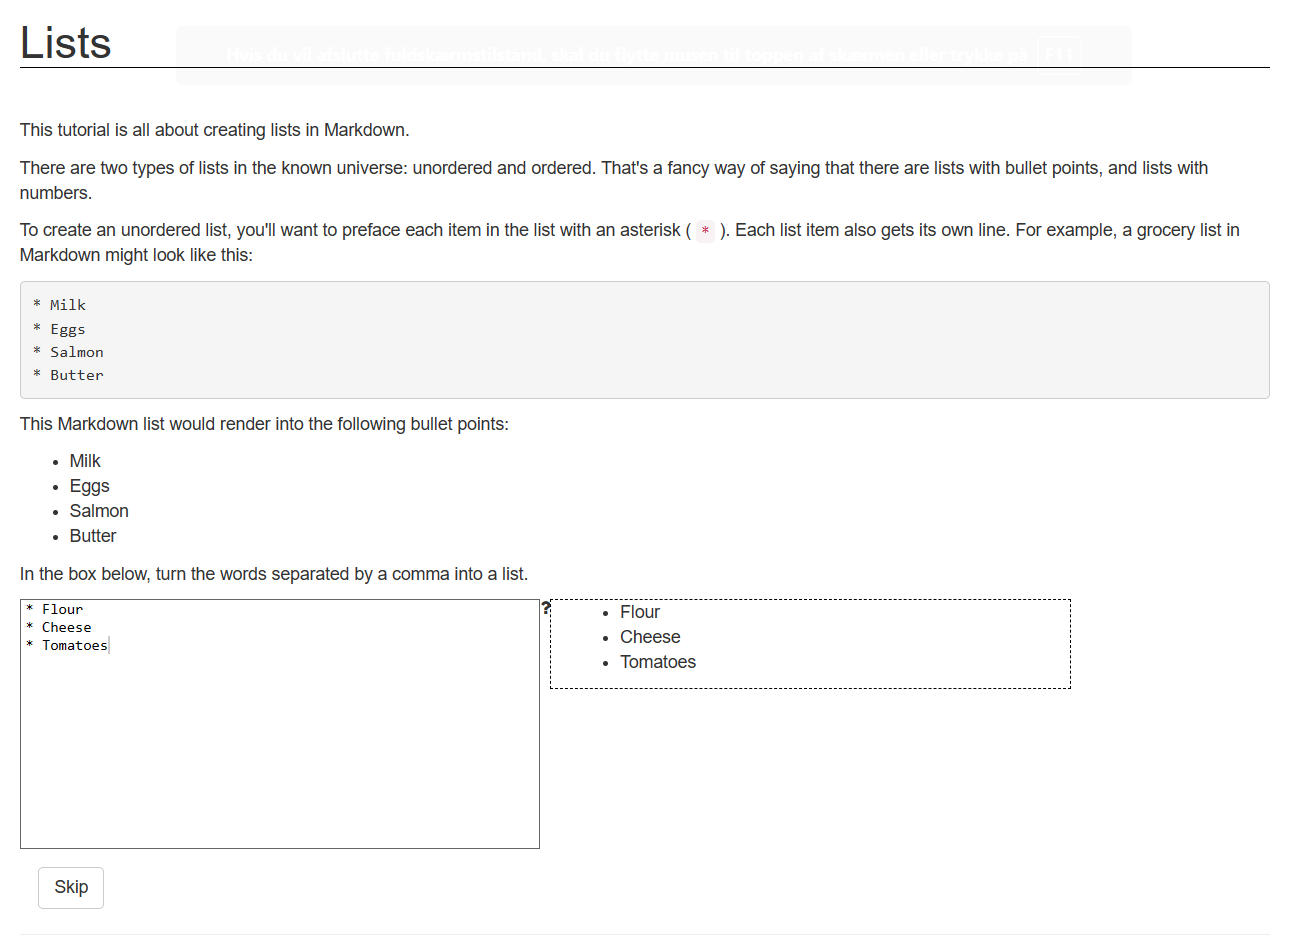 Lists
Hvis du vil afslutte fuldskærmstilstand, skal du flytte musen til toppen af skærmen eller trykke på F11
This tutorial is all about creating lists in Markdown.
There are two types of lists in the known universe: unordered and ordered. That's a fancy way of saying that there are lists with bullet points, and lists with
numbers.
To create an unordered list, you'll want to preface each item in the list with an asterisk ( * ). Each list item also gets its own line. For example, a grocery list in
Markdown might look like this:
* Milk
* Eggs
* Salmon
* Butter
This Markdown list would render into the following bullet points:
• Milk
• Eggs
• Salmon
• Butter
In the box below, turn the words separated by a comma into a list.
* Flour
* Cheese
* Tomatoes
?
• Flour
• Cheese
• Tomatoes
Skip